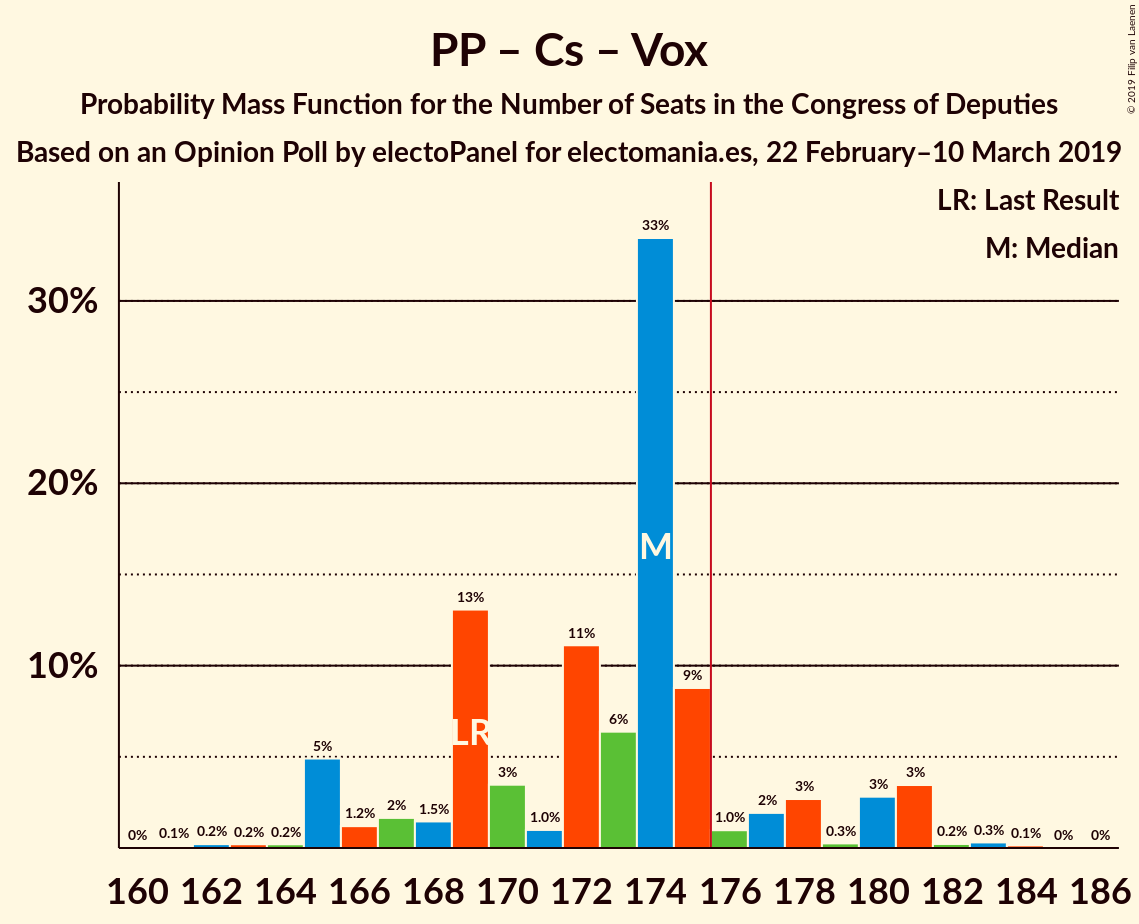 PP – Cs – Vox
Probability Mass Function for the Number of Seats in the Congress of Deputies
Based on an Opinion Poll by electoPanel for electomania.es, 22 February–10 March 2019
© 2019 Filip van Laenen
LR: Last Result
M: Median
30%
20%
10%
0% 0.1% 0.2% 0.2% 0.2% 5% 1.2% 2% 1.5% 13% 3% 1.0% 11% 6% 33% 9% 1.0% 2% 3% 0.3% 3% 3% 0.2% 0.3% 0.1% 0% 0%
LR M
160 162 164 166 168 170 172 174 176 178 180 182 184 186